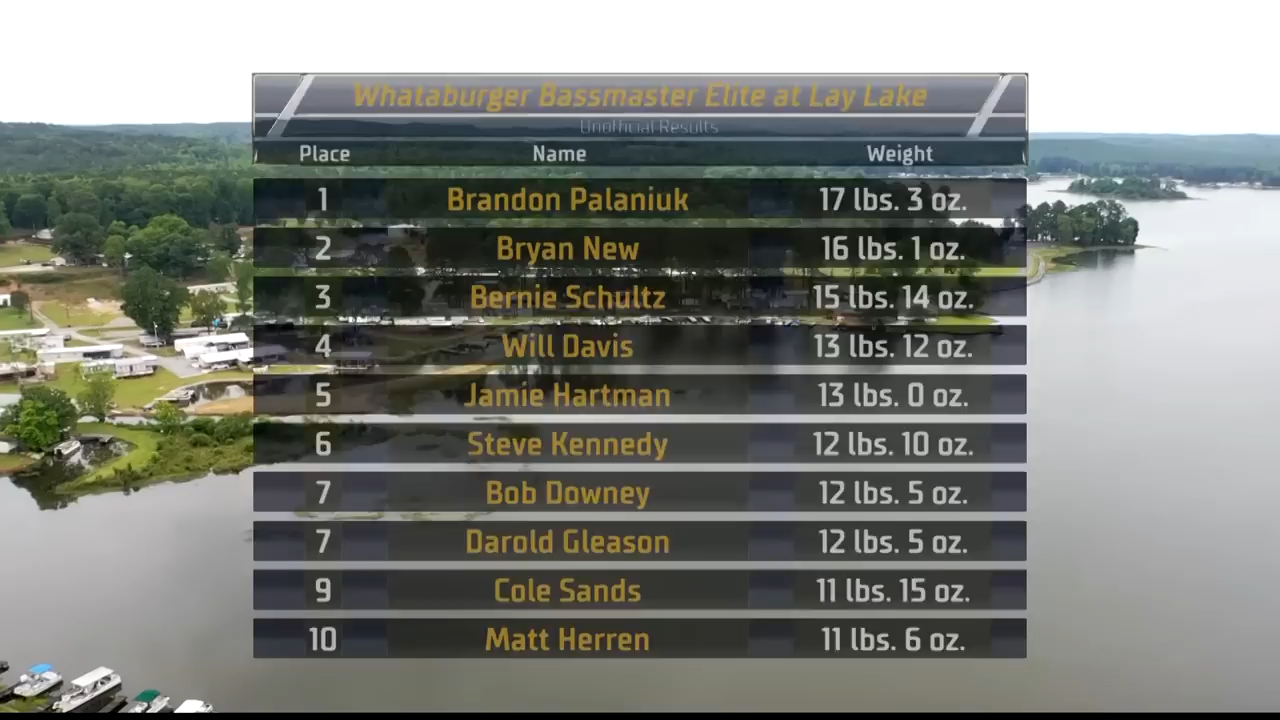 Whataburger Bassmaster Elite at Lay Lake
Unofficial Results
Place Name Weight
1 Brandon Palaniuk 17 lbs. 3 oz.
2 Bryan New 16 lbs. 1 oz.
3 Bernie Schultz 15 lbs. 14 oz.
4 Will Davis 13 lbs. 12 oz.
5 Jamie Hartman 13 lbs. 0 oz.
6 Steve Kennedy 12 lbs. 10 oz.
7 Bob Downey 12 lbs. 5 oz.
7 Darold Gleason 12 lbs. 5 oz.
9 Cole Sands 11 lbs. 15 oz.
10 Matt Herren 11 lbs. 6 oz.